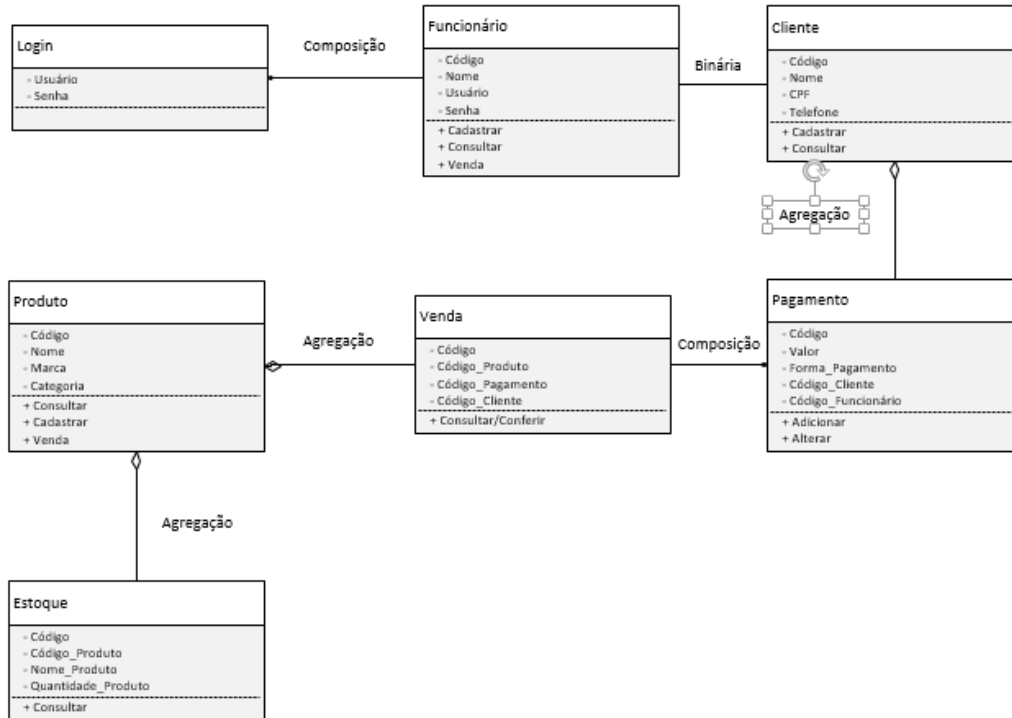 Login
- Usuário
- Senha
Composição
Funcionário
- Código
- Nome
- Usuário
- Senha
+ Cadastrar
+ Consultar
+ Venda
Binária
Cliente
- Código
- Nome
- CPF
- Telefone
+ Cadastrar
+ Consultar
Agregação
Produto
- Código
- Nome
- Marca
- Categoria
+ Consultar
+ Cadastrar
+ Venda
Agregação
Venda
- Código
- Código_Produto
- Código_Pagamento
- Código_Cliente
+ Consultar/Conferir
Composição
Pagamento
- Código
- Valor
- Forma_Pagamento
- Código_Cliente
- Código_Funcionário
+ Adicionar
+ Alterar
Agregação
Estoque
- Código
- Código_Produto
- Nome_Produto
- Quantidade_Produto
+ Consultar